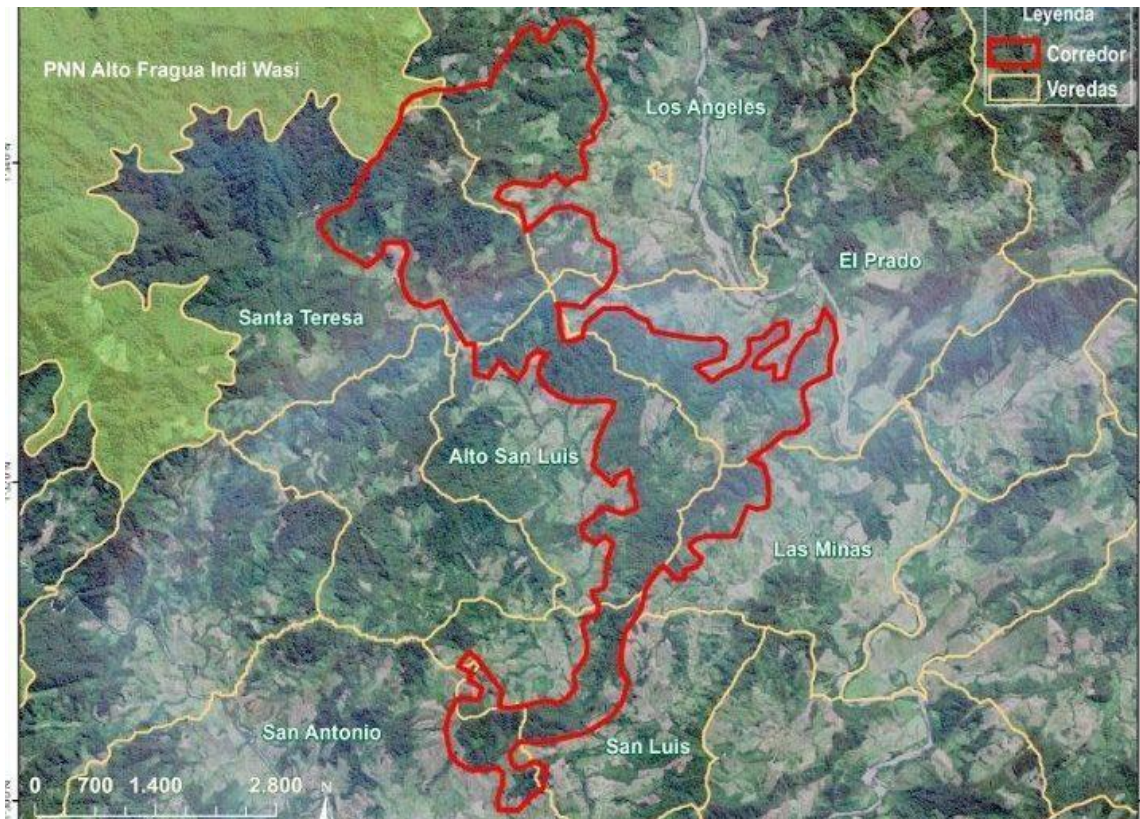 Leyenda
Corredor
Veredas
PNN Alto Fragua Indi Wasi
Los Angeles
El Prado
Santa Teresa
Alto San Luis
Las Minas
San Antonio
San Luis
0 700 1.400 2.800
N